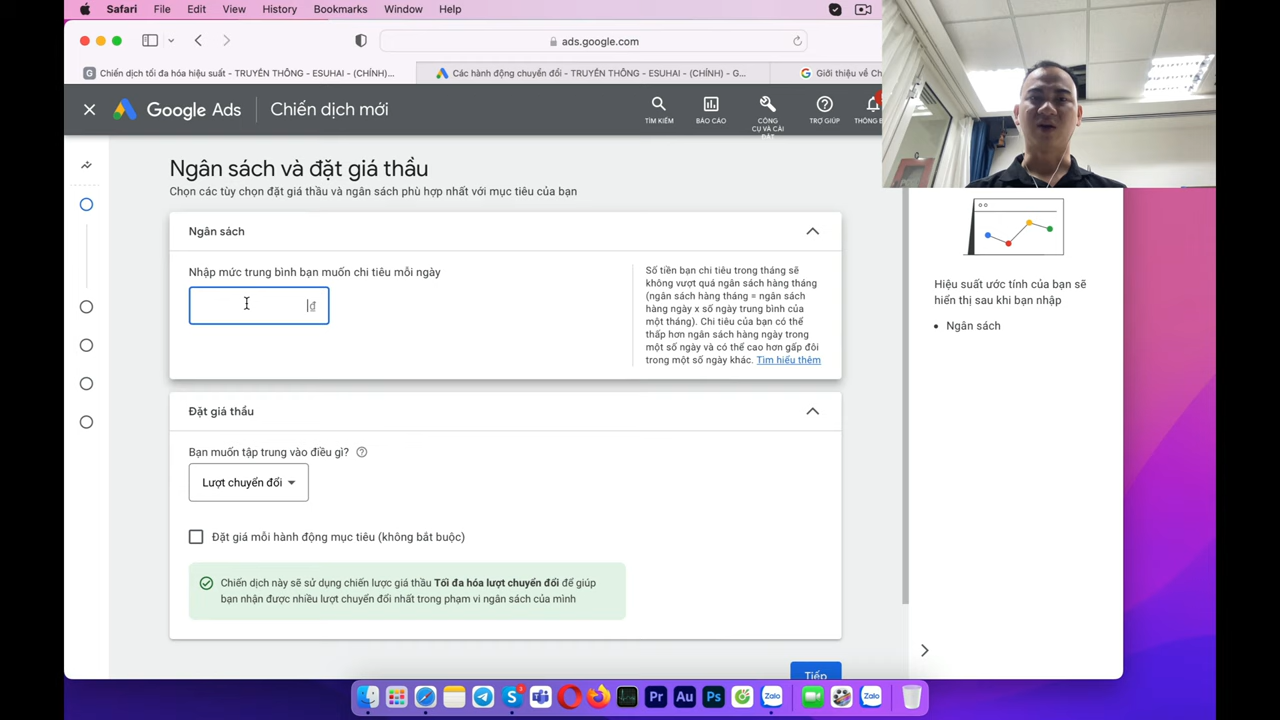 Safari File Edit View History Bookmarks Window Help
ads.google.com
Chiến dịch tối đa hóa hiệu suất - TRUYỀN THÔNG - ESUHAI - (CHÍNH)...
Các hành động chuyển đổi - TRUYỀN THÔNG - ESUHAI - (CHÍNH) - G...
Giới thiệu về Ch
Google Ads Chiến dịch mới
TÌM KIẾM
BÁO CÁO
CÔNG
CỤ VÀ CÀI
ĐẶT
TRỢ GIÚP
THÔNG B
Ngân sách và đặt giá thầu
Chọn các tùy chọn đặt giá thầu và ngân sách phù hợp nhất với mục tiêu của bạn
Ngân sách
Nhập mức trung bình bạn muốn chi tiêu mỗi ngày
đ
Số tiền bạn chi tiêu trong tháng sẽ
không vượt quá ngân sách hàng tháng
(ngân sách hàng tháng = ngân sách
hàng ngày x số ngày trung bình của
một tháng). Chi tiêu của bạn có thể
thấp hơn ngân sách hàng ngày trong
một số ngày và có thể cao hơn gấp đôi
trong một số ngày khác. Tìm hiểu thêm
Đặt giá thầu
Bạn muốn tập trung vào điều gì?
Lượt chuyển đổi
Đặt giá mỗi hành động mục tiêu (không bắt buộc)
Chiến dịch này sẽ sử dụng chiến lược giá thầu Tối đa hóa lượt chuyển đổi để giúp
bạn nhận được nhiều lượt chuyển đổi nhất trong phạm vi ngân sách của mình
Tiếp
Hiệu suất ước tính của bạn sẽ
hiển thị sau khi bạn nhập
• Ngân sách
Pr Au Ps
Zalo
Zalo